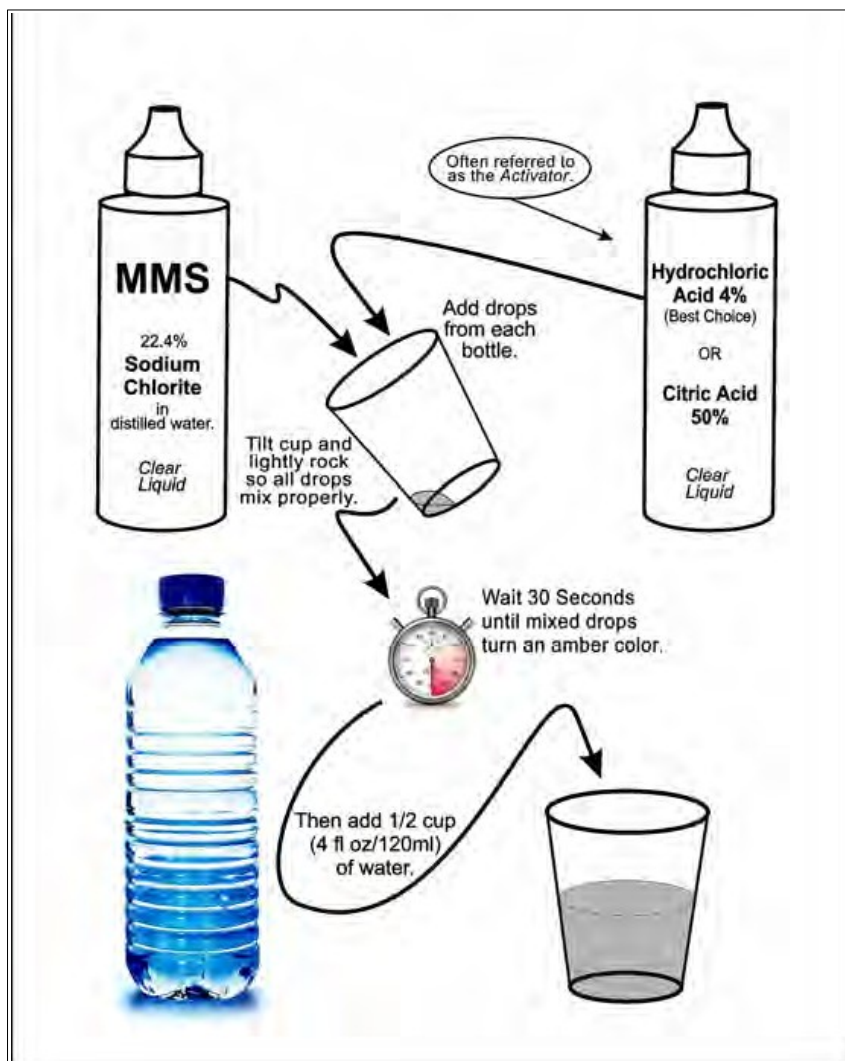 Often referred to
as the Activator.
MMS
22.4%
Sodium
Chlorite
in
distilled water.
Clear
Liquid
Add drops
from each
bottle.
Hydrochloric
Acid 4%
(Best Choice)
OR
Citric Acid
50%
Clear
Liquid
Tilt cup and
lightly rock
so all drops
mix properly.
Wait 30 Seconds
until mixed drops
turn an amber color.
Then add 1/2 cup
(4 fl oz/120ml)
of water.